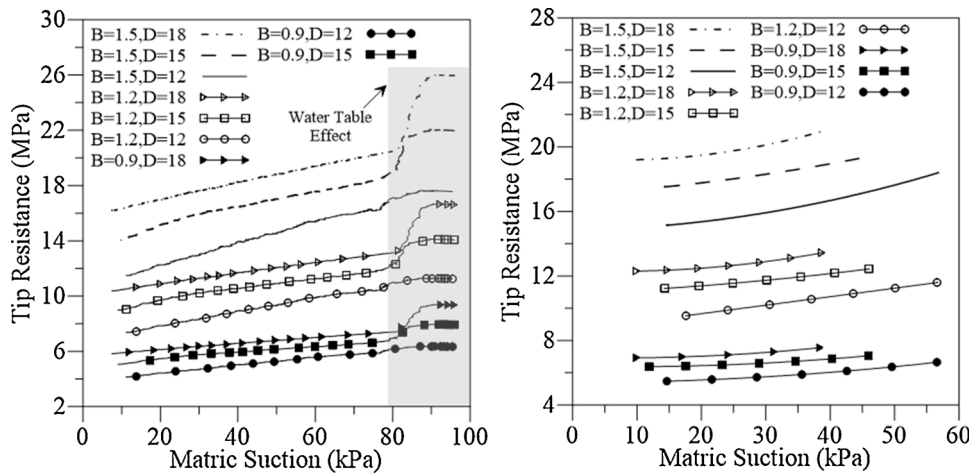 30
26
22
18
14
10
6
2
Tip Resistance (MPa)
B=1.5,D=18
B=1.5,D=15
B=1.5,D=12
B=1.2,D=18
B=1.2,D=15
B=1.2,D=12
B=0.9,D=18
B=0.9,D=12
B=0.9,D=15
Water Table
Effect
0 20 40 60 80 100
Matric Suction (kPa)
28
24
20
16
12
8
4
Tip Resistance (MPa)
B=1.5,D=18
B=1.5,D=15
B=1.5,D=12
B=1.2,D=18
B=1.2,D=15
B=1.2,D=12
B=0.9,D=18
B=0.9,D=15
B=0.9,D=12
0 10 20 30 40 50 60
Matric Suction (kPa)